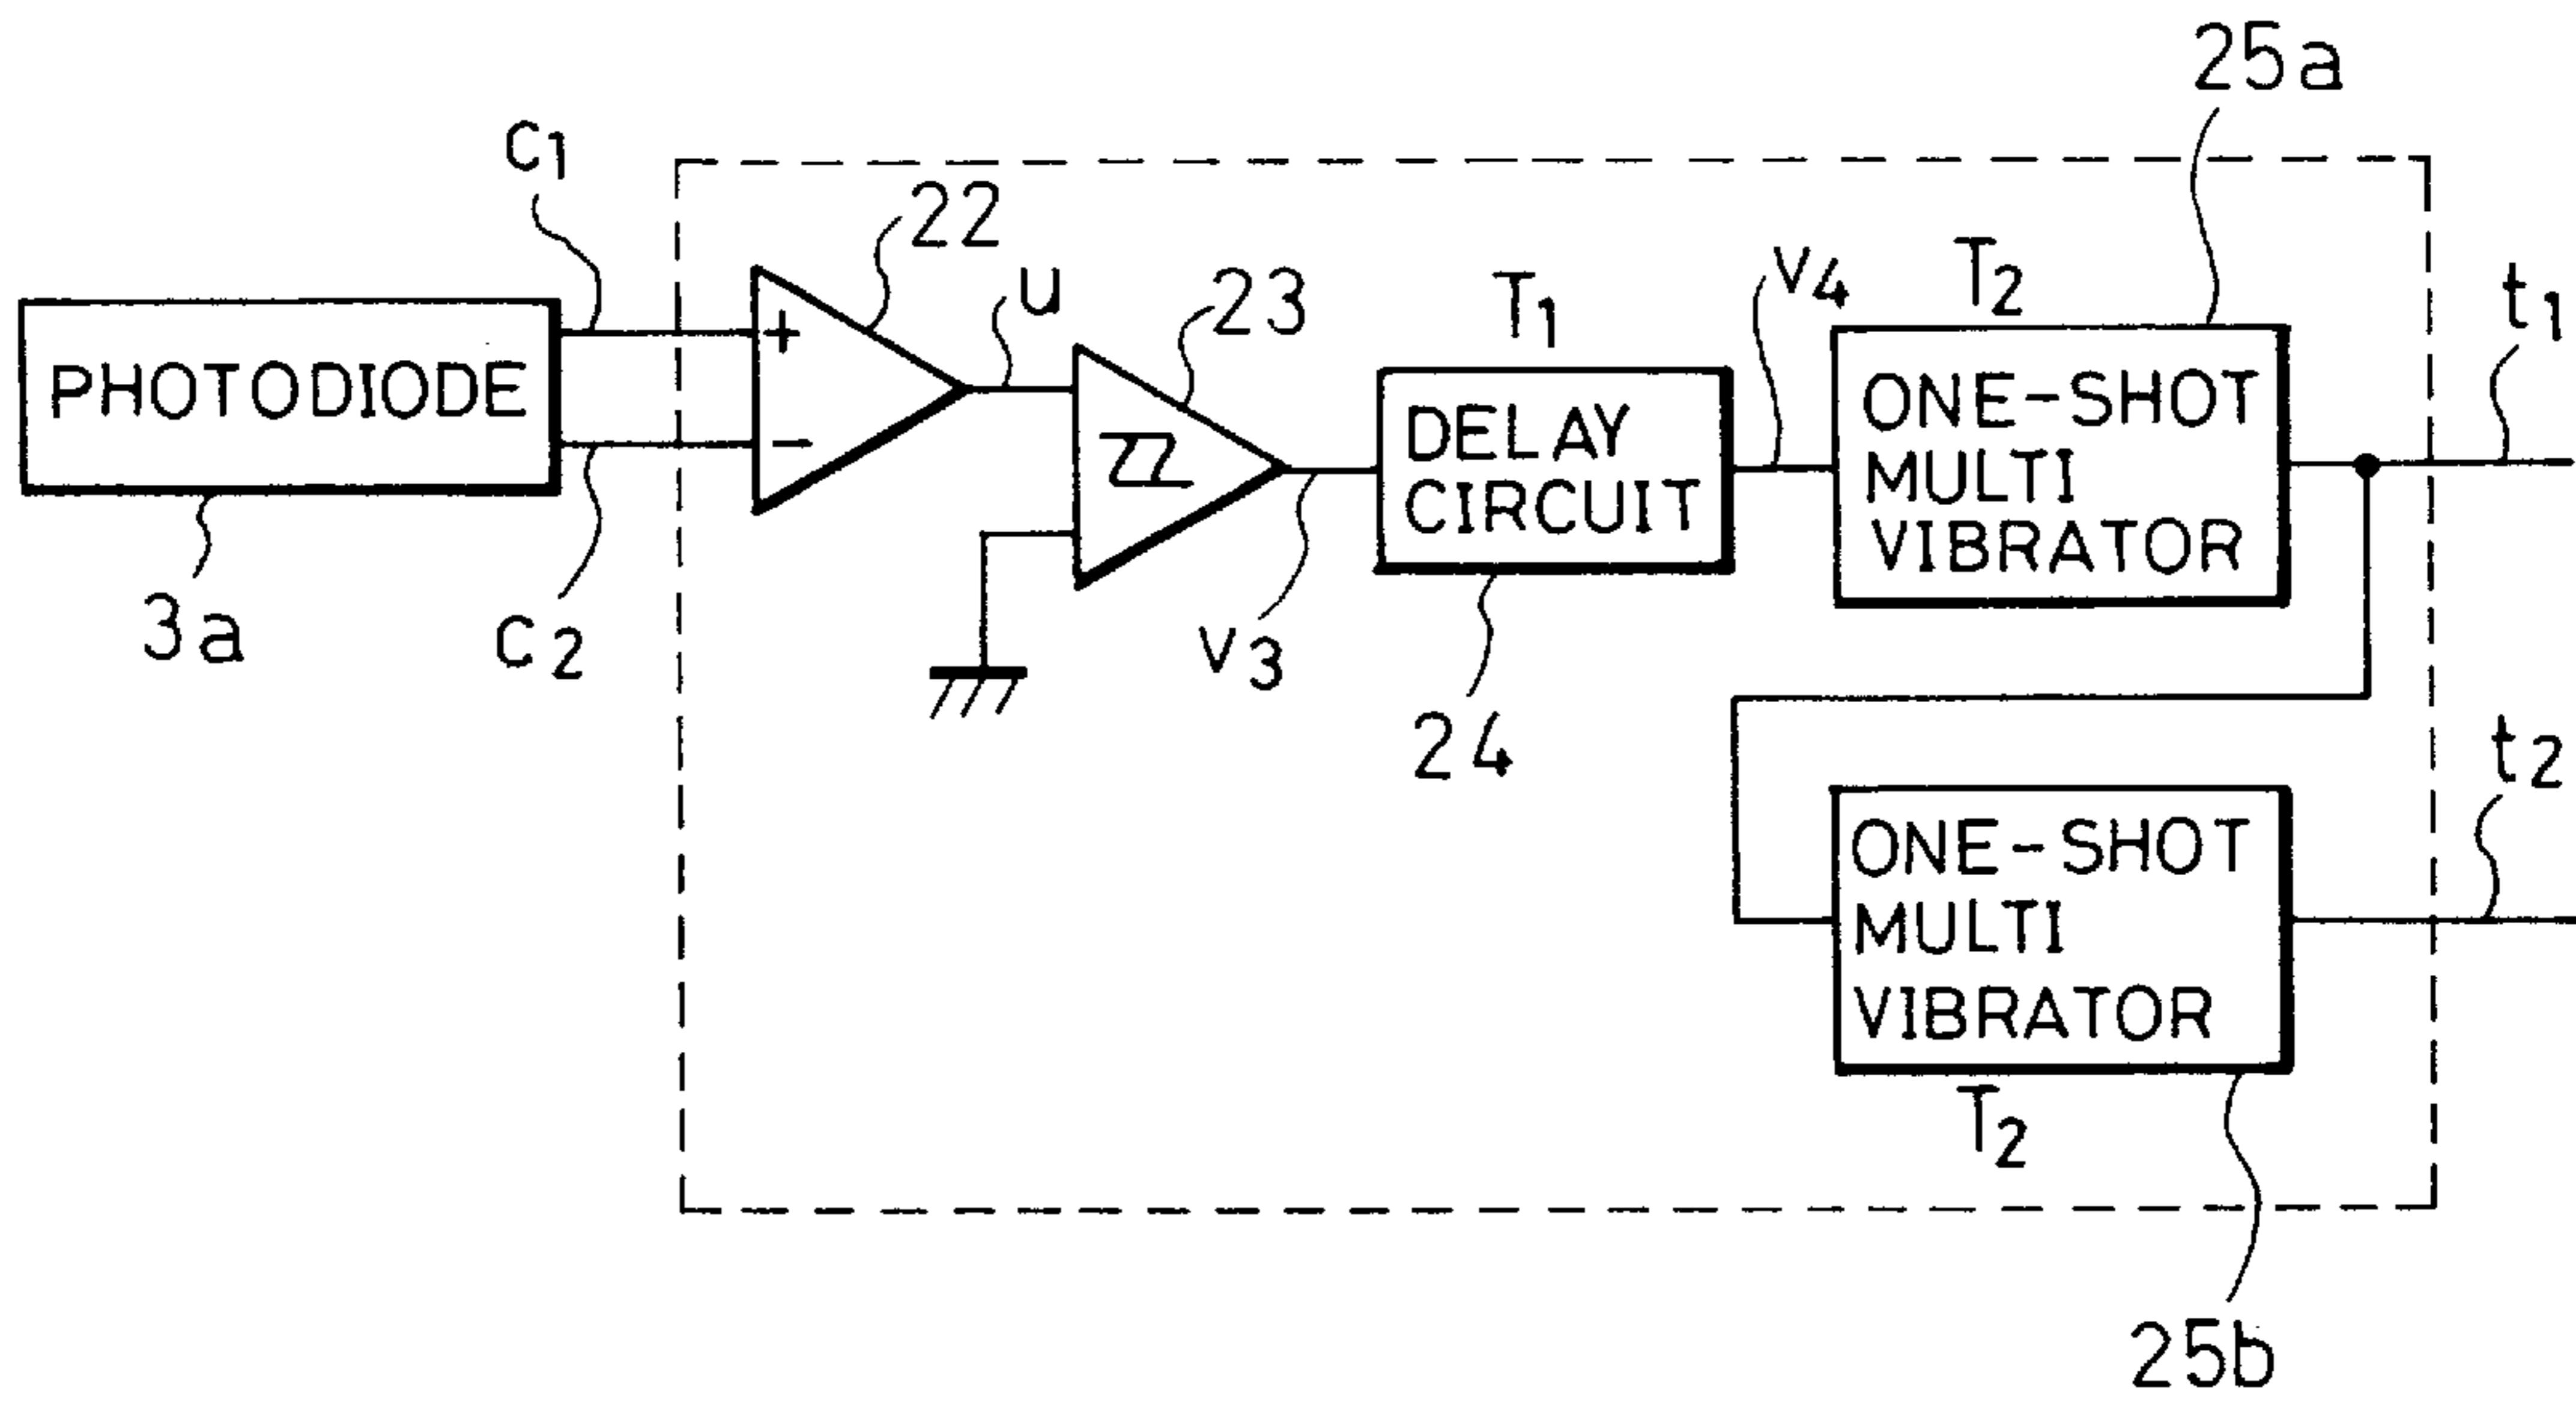 25a
c1
22
u
23
T1
v4
T2
t1
PHOTODIODE
+
−
DELAY
CIRCUIT
ONE-SHOT
MULTI
VIBRATOR
3a
c2
v3
24
t2
ONE-SHOT
MULTI
VIBRATOR
T2
25b